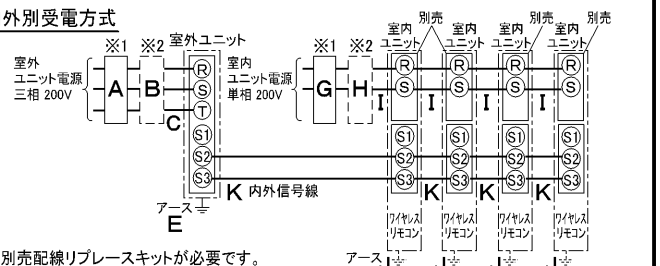 外別受電方式
※1 ※2 室外ユニット
室外
ユニット電源
三相 200V
A B C
R
S
T
S1
S2
S3
アース
E
※1 ※2
室内
ユニット電源
単相 200V
G H
室内
ユニット
別売
室内
ユニット
室内
ユニット
別売
室内
ユニット
別売
R R R R
S S S S
I I I I
S1 S1 S1 S1
S2 S2 S2 S2
S3 S3 S3 S3
K 内外信号線
K K K
ワイヤレス
リモコン
ワイヤレス
リモコン
ワイヤレス
リモコン
ワイヤレス
リモコン
アース
別売配線リプレースキットが必要です。